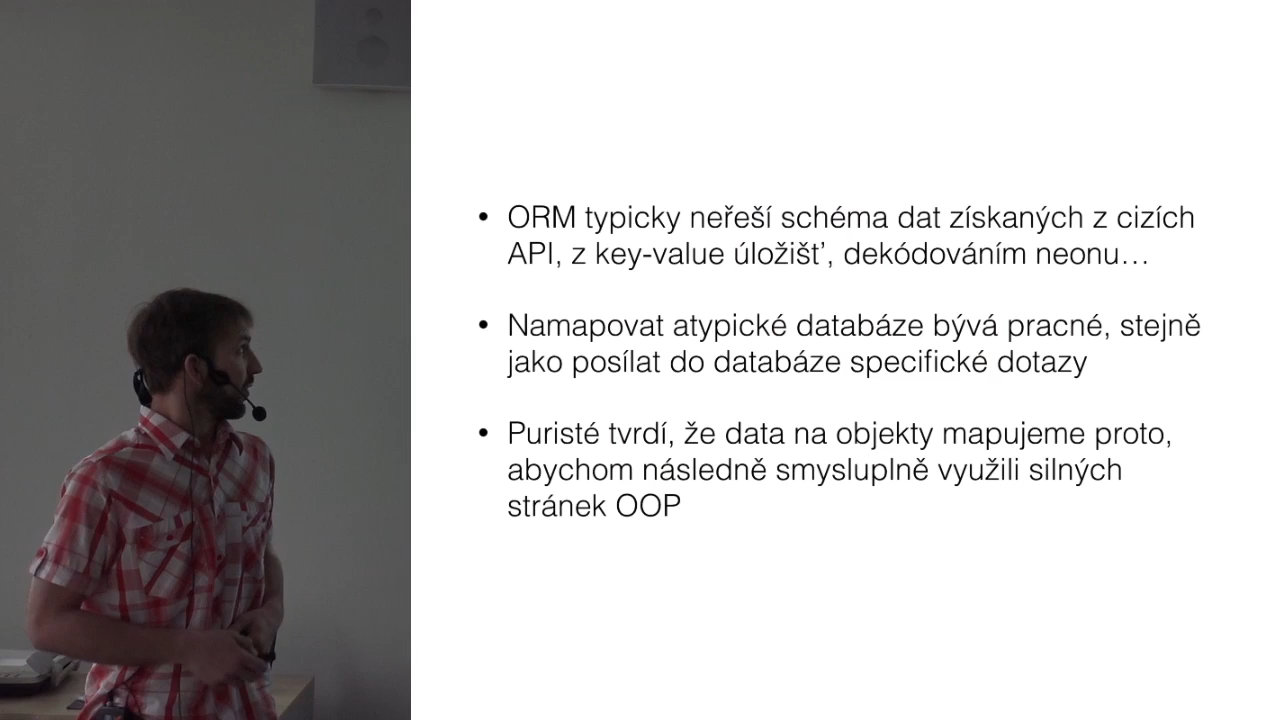 • ORM typicky neřeší schéma dat získaných z cizích
API, z key-value úložišť, dekódováním neonu…
• Namapovat atypické databáze bývá pracné, stejně
jako posílat do databáze specifické dotazy
• Puristé tvrdí, že data na objekty mapujeme proto,
abychom následně smysluplně využili silných
stránek OOP